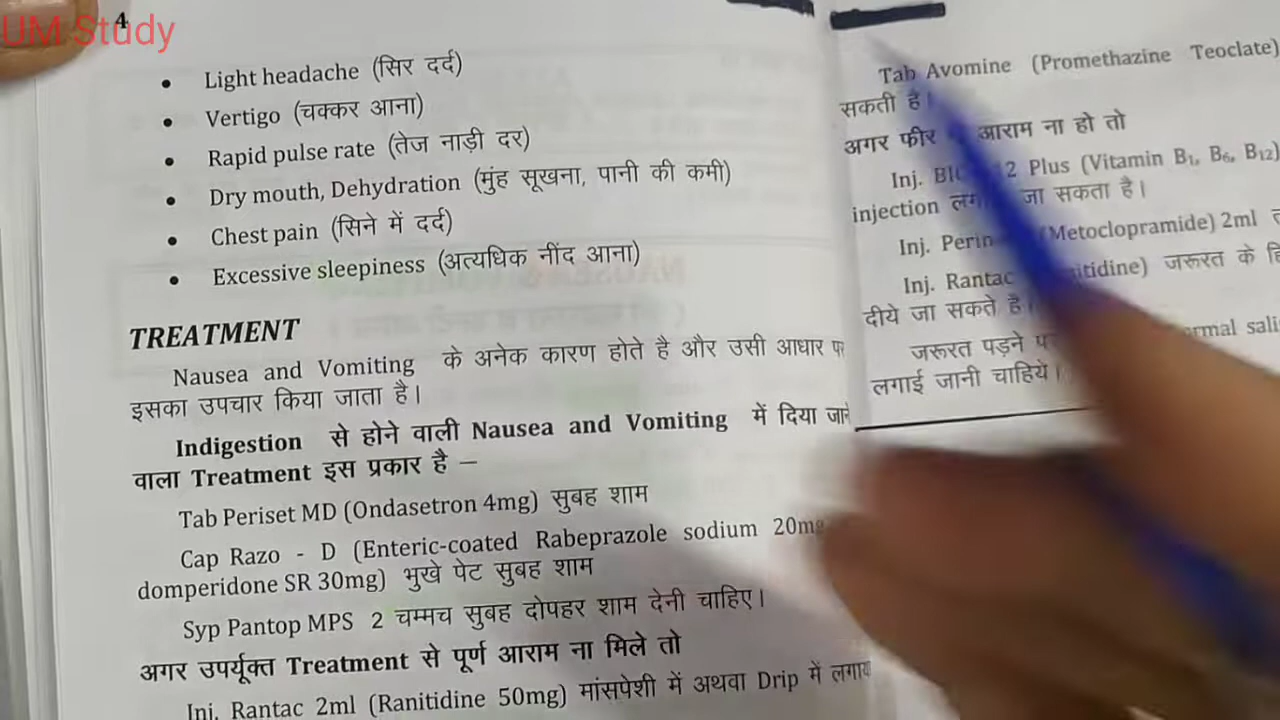 UM Study
4
• Light headache (सिर दर्द)
• Vertigo (चक्कर आना)
• Rapid pulse rate (तेज नाड़ी दर)
• Dry mouth, Dehydration (मुंह सूखना, पानी की कमी)
• Chest pain (सिने में दर्द)
• Excessive sleepiness (अत्यधिक नींद आना)
TREATMENT
Nausea and Vomiting के अनेक कारण होते है और उसी आधार पर
इसका उपचार किया जाता है।
Indigestion से होने वाली Nausea and Vomiting में दिया जाने
वाला Treatment इस प्रकार है –
Tab Periset MD (Ondasetron 4mg) सुबह शाम
Cap Razo - D (Enteric-coated Rabeprazole sodium 20mg
domperidone SR 30mg) भुखे पेट सुबह शाम
Syp Pantop MPS 2 चम्मच सुबह दोपहर शाम देनी चाहिए।
अगर उपर्यूक्त Treatment से पूर्ण आराम ना मिले तो
Inj. Rantac 2ml (Ranitidine 50mg) मांसपेशी में अथवा Drip में
Tab Avomine (Promethazine Teoclate)
सकती है।
अगर फीर आराम ना हो तो
Inj. 12 Plus (Vitamin B₁, B₆, B₁₂)
injection जा सकता है।
Inj. (Metoclopramide) 2ml
Inj. Rantac जरूरत के
दीये जा सकते है।
जरूरत पड़ने
लगाई जानी चाहिये।